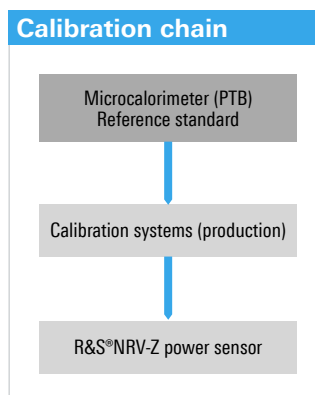 Calibration chain
Microcalorimeter (PTB)
Reference standard
Calibration systems (production)
R&S®NRV-Z power sensor